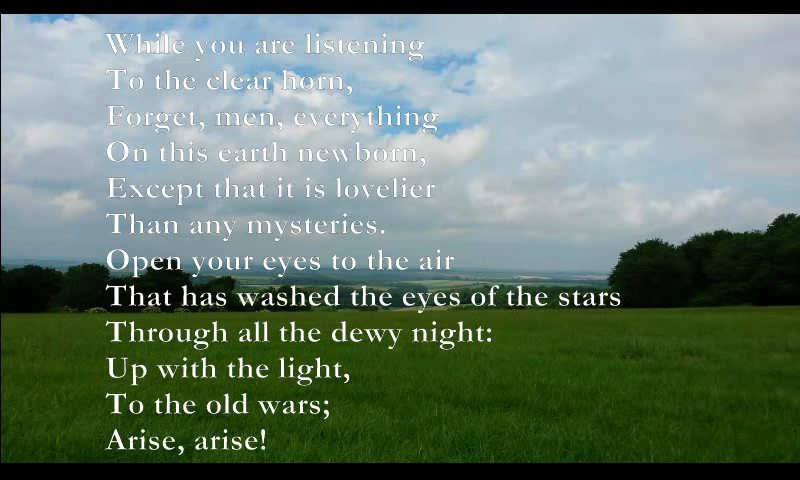 While you are listening
To the clear horn,
Forget, men, everything
On this earth newborn,
Except that it is lovelier
Than any mysteries.
Open your eyes to the air
That has washed the eyes of the stars
Through all the dewy night:
Up with the light,
To the old wars;
Arise, arise!